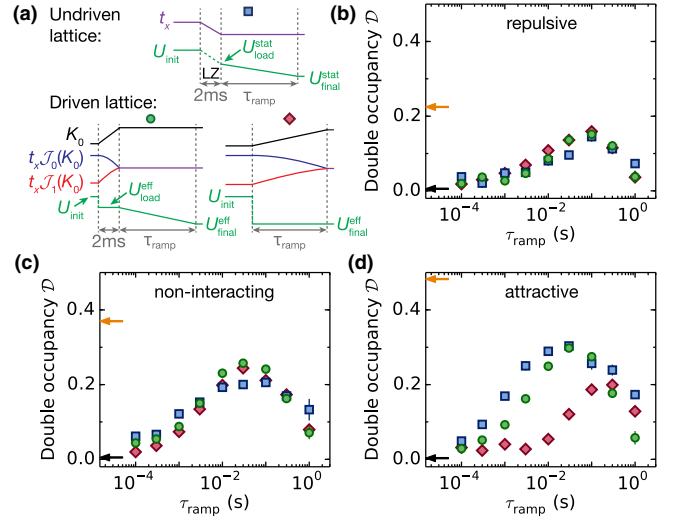 (a) Undriven lattice:
t_x
U_init
U_load^stat
LZ
U_final^stat
2ms
τ_ramp
Driven lattice:
K_0
t_x𝒥_0(K_0)
t_x𝒥_1(K_0)
U_init
U_load^eff
U_final^eff
2ms
τ_ramp
U_init
U_final^eff
τ_ramp
(b)
repulsive
Double occupancy 𝒟
0.4
0.2
0.0
10^-4 10^-2 10^0
τ_ramp (s)
(c)
non-interacting
Double occupancy 𝒟
0.4
0.2
0.0
10^-4 10^-2 10^0
τ_ramp (s)
(d)
attractive
Double occupancy 𝒟
0.4
0.2
0.0
10^-4 10^-2 10^0
τ_ramp (s)